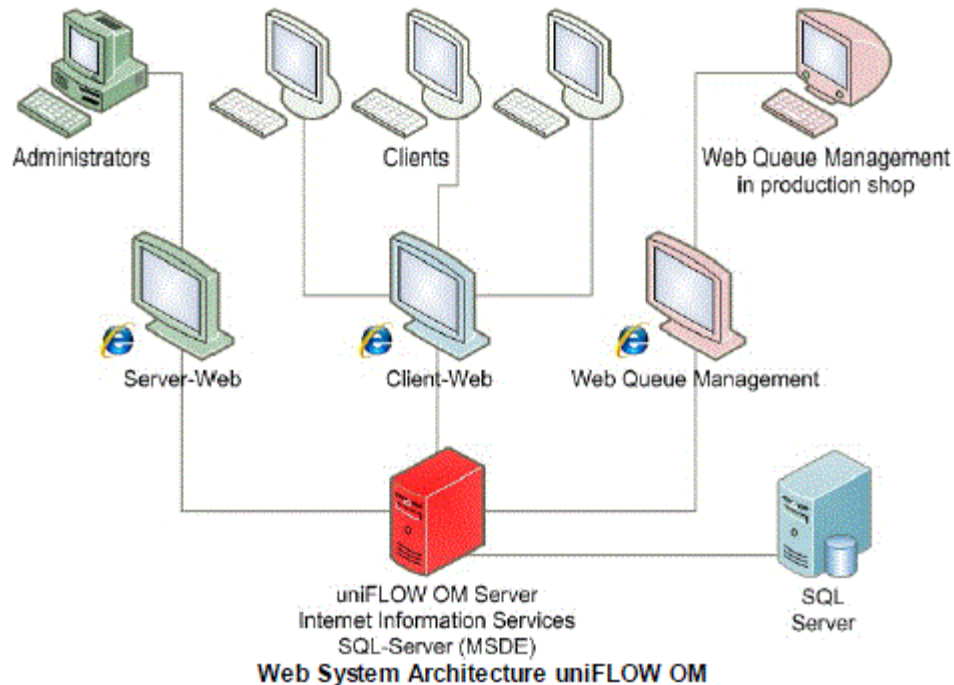 Administrators
Clients
Web Queue Management
in production shop
Server-Web
Client-Web
Web Queue Management
uniFLOW OM Server
Internet Information Services
SQL-Server (MSDE)
SQL
Server
Web System Architecture uniFLOW OM